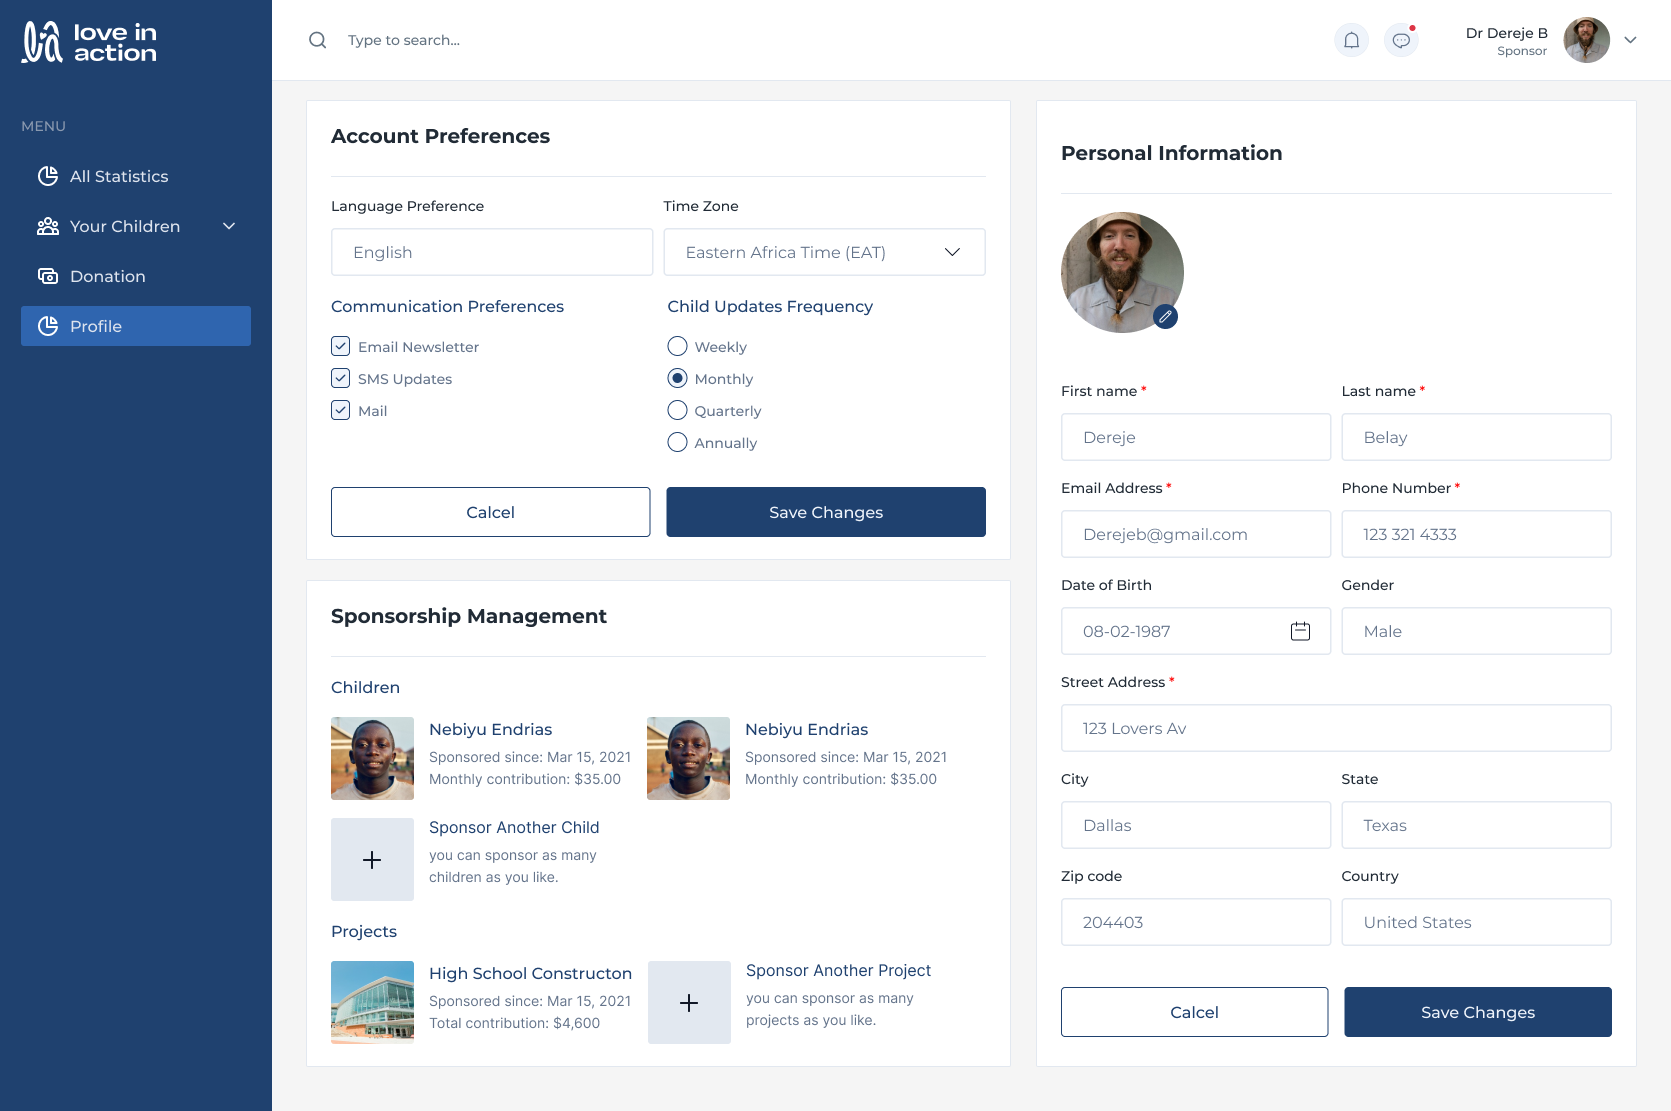 love in
action
MENU
All Statistics
Your Children
Donation
Profile
Type to search...
Dr Dereje B
Sponsor
Account Preferences
Language Preference
Time Zone
English
Eastern Africa Time (EAT)
Communication Preferences
Child Updates Frequency
Email Newsletter
SMS Updates
Mail
Weekly
Monthly
Quarterly
Annually
Calcel
Save Changes
Sponsorship Management
Children
Nebiyu Endrias
Sponsored since: Mar 15, 2021
Monthly contribution: $35.00
Nebiyu Endrias
Sponsored since: Mar 15, 2021
Monthly contribution: $35.00
Sponsor Another Child
you can sponsor as many
children as you like.
Projects
High School Constructon
Sponsored since: Mar 15, 2021
Total contribution: $4,600
Sponsor Another Project
you can sponsor as many
projects as you like.
Personal Information
First name *
Last name *
Dereje
Belay
Email Address *
Phone Number *
Derejeb@gmail.com
123 321 4333
Date of Birth
Gender
08-02-1987
Male
Street Address *
123 Lovers Av
City
State
Dallas
Texas
Zip code
Country
204403
United States
Calcel
Save Changes